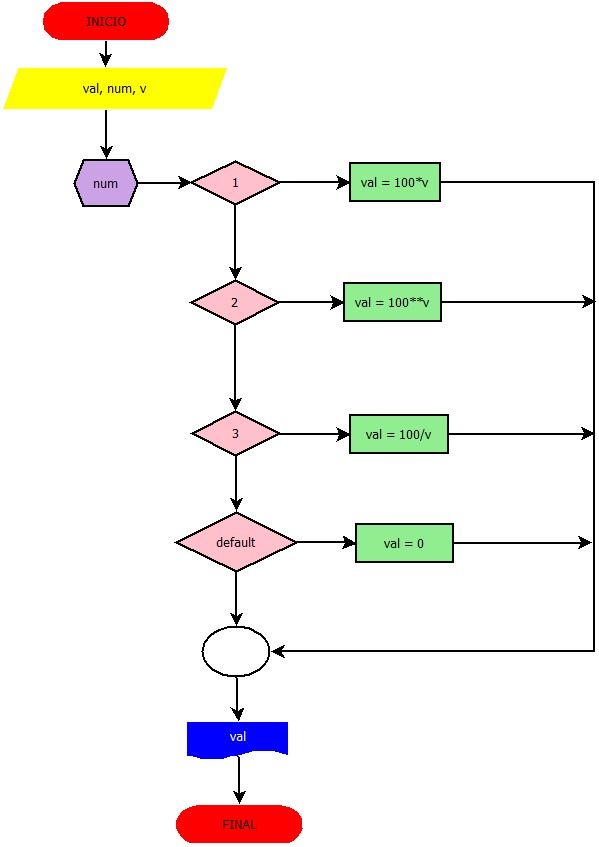 INICIO
val, num, v
num
1
val = 100*v
2
val = 100**v
3
val = 100/v
default
val = 0
val
FINAL